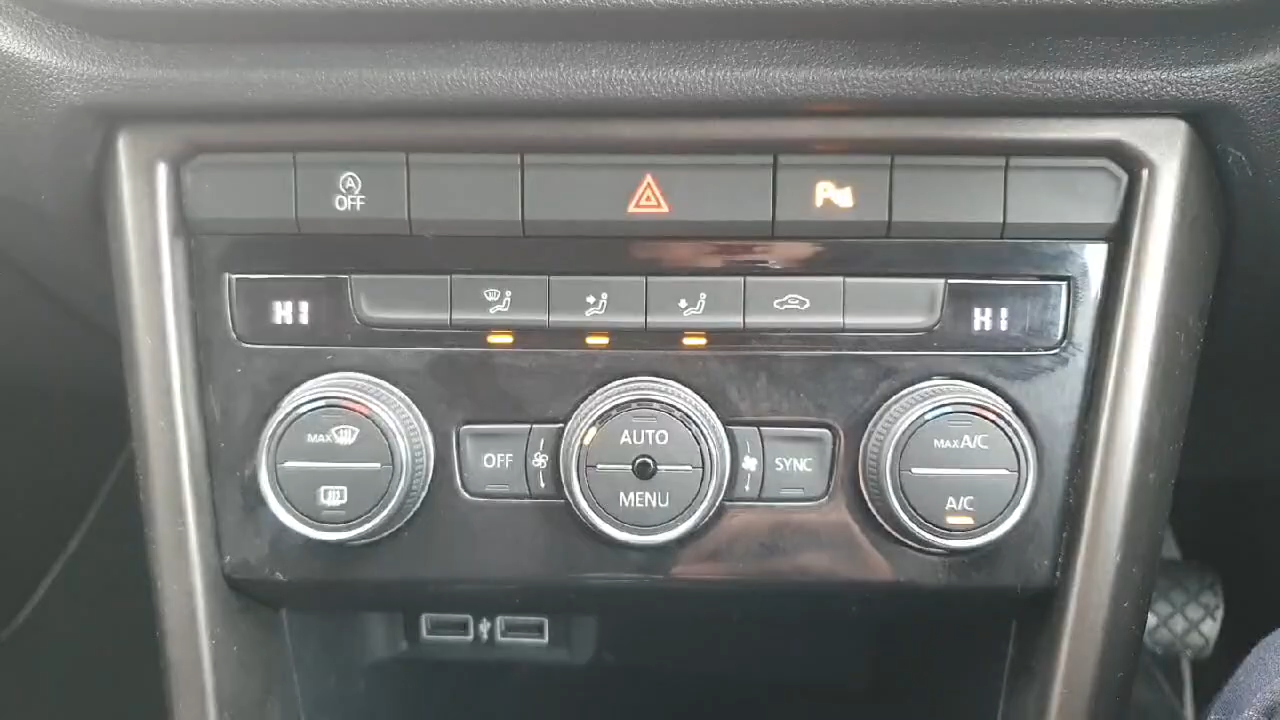 A
OFF
P
HI
HI
MAX
AUTO
MENU
OFF
SYNC
MAX A/C
A/C